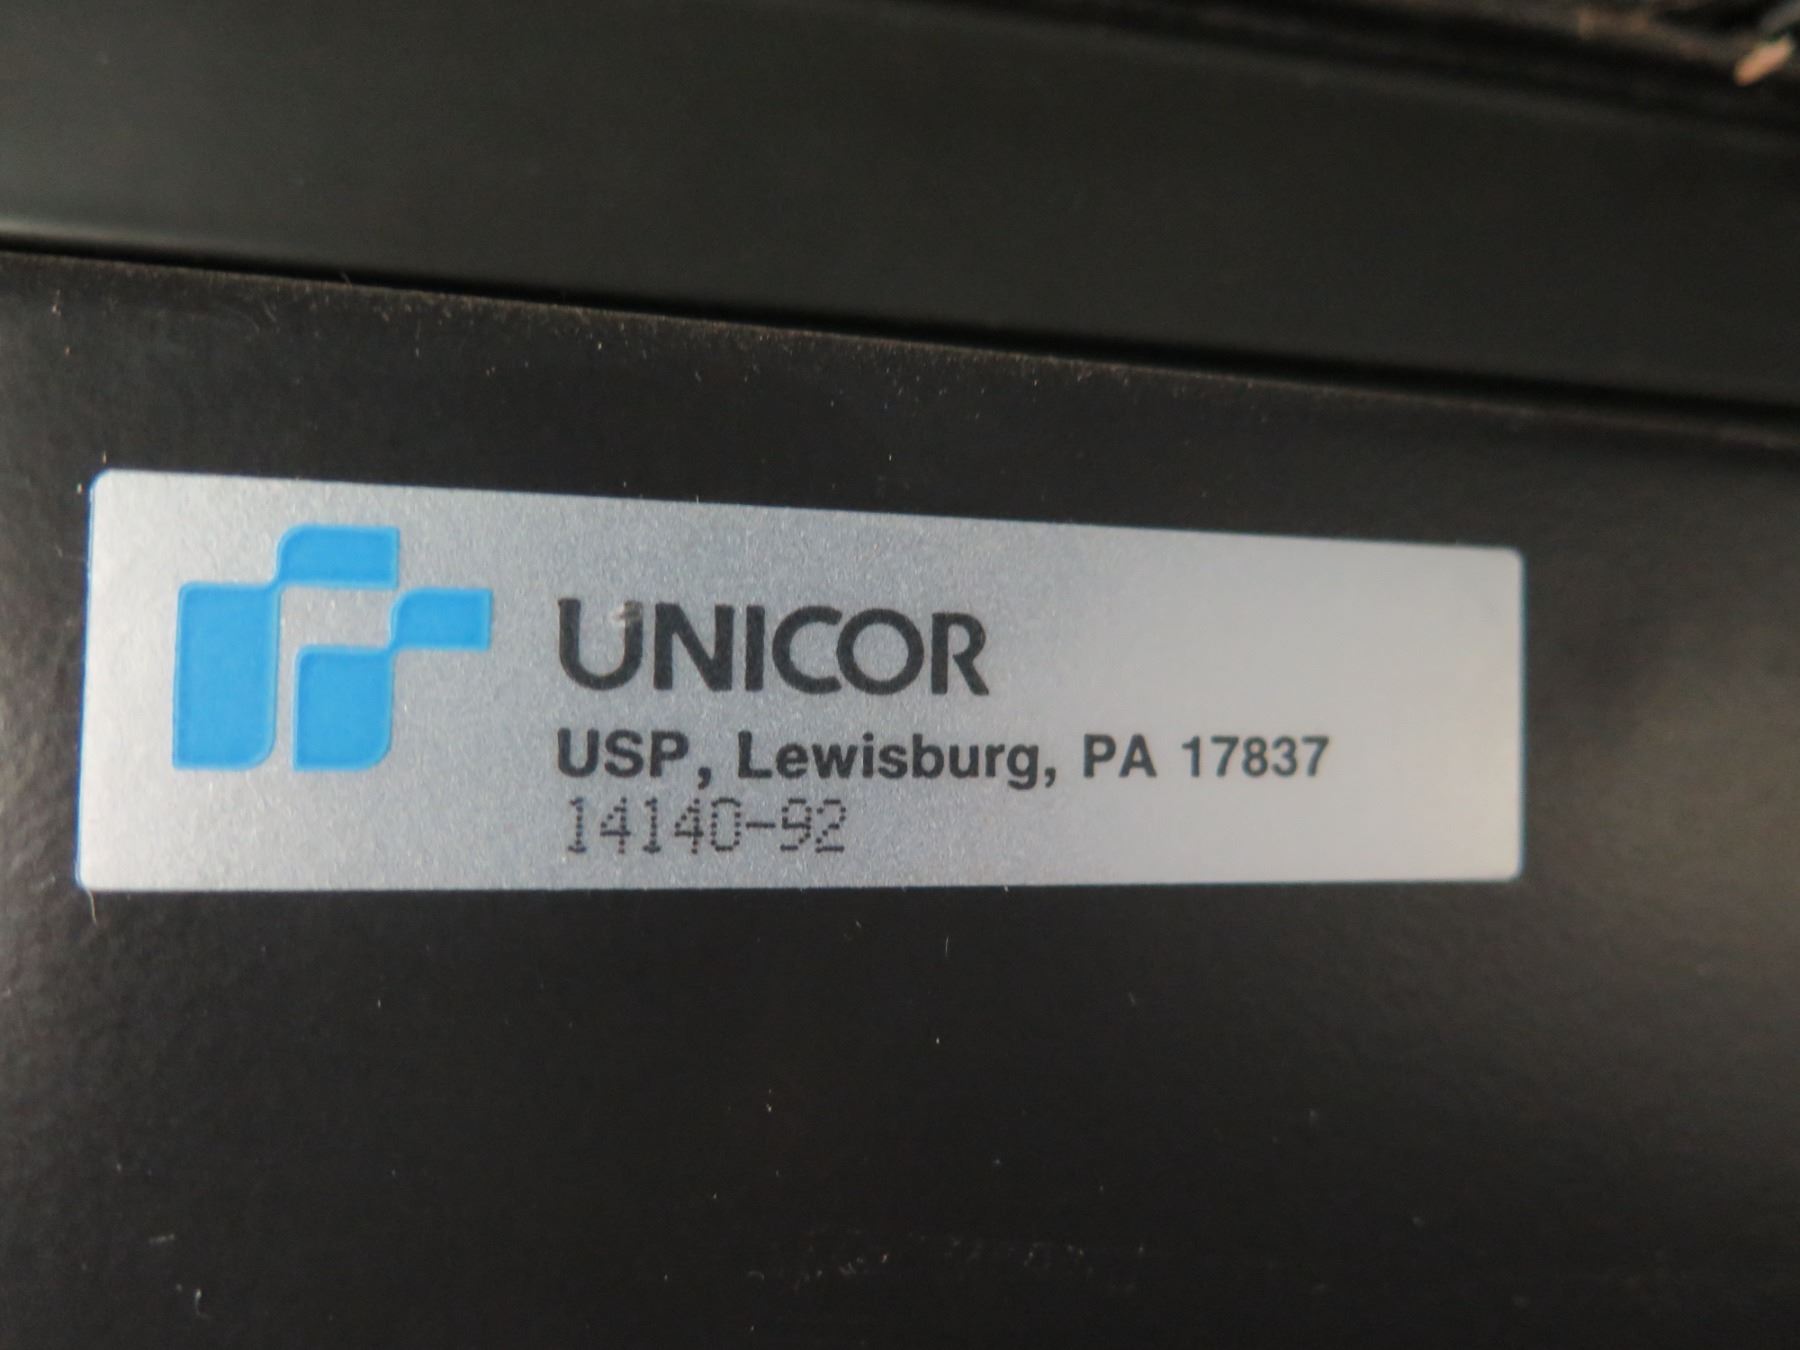 UNICOR
USP, Lewisburg, PA 17837
14140-92